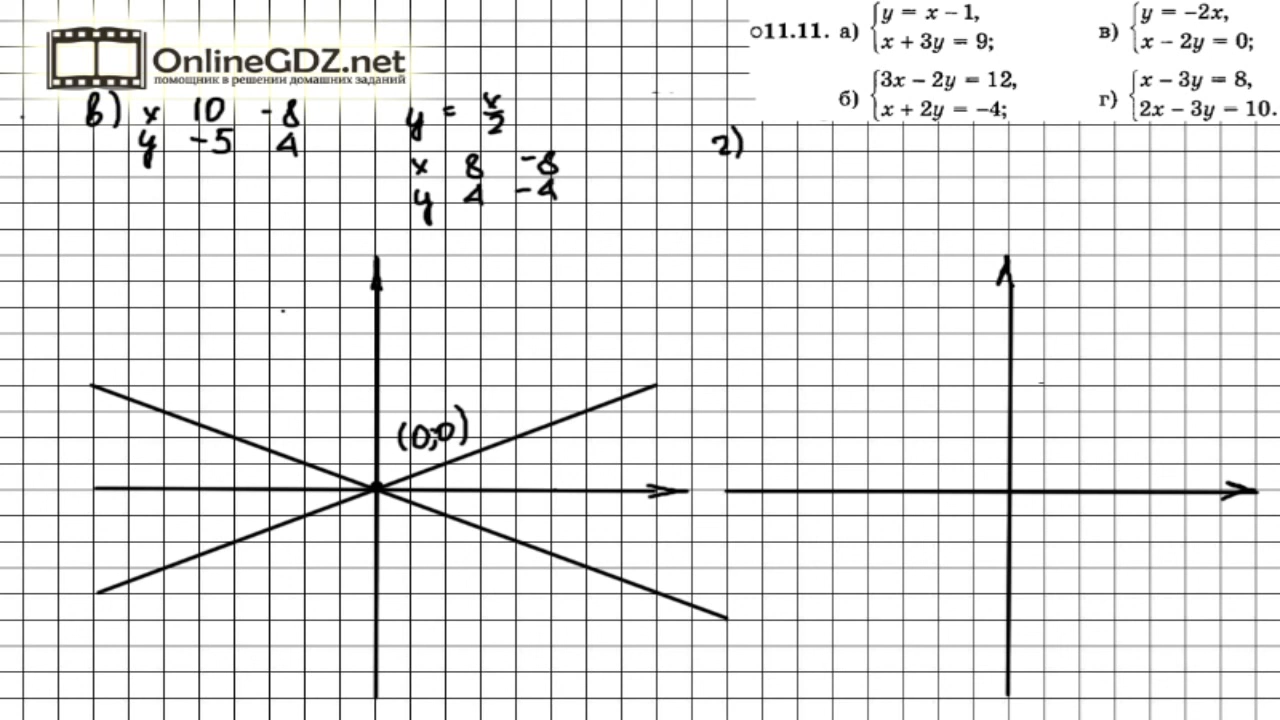 OnlineGDZ.net
помощник в решении домашних заданий
○11.11. а) {y = x − 1,
x + 3y = 9;
б) {3x − 2y = 12,
x + 2y = −4;
в) {y = −2x,
x − 2y = 0;
г) {x − 3y = 8,
2x − 3y = 10.
в) x 10 -8
y -5 4
y = x/2
x 8 -8
y 4 -4
(0;0)
г)